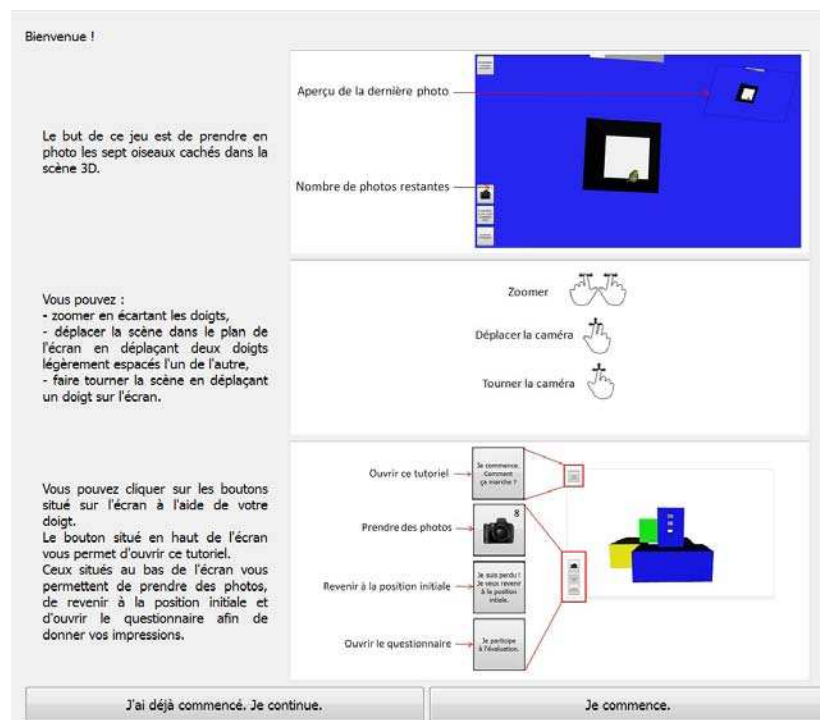 Bienvenue !
Le but de ce jeu est de prendre en
photo les sept oiseaux cachés dans la
scène 3D.
Aperçu de la dernière photo
Nombre de photos restantes
Vous pouvez :
- zoomer en écartant les doigts,
- déplacer la scène dans le plan de
l'écran en déplaçant deux doigts
légèrement espacés l'un de l'autre,
- faire tourner la scène en déplaçant
un doigt sur l'écran.
Zoomer
Déplacer la caméra
Tourner la caméra
Vous pouvez cliquer sur les boutons
situé sur l'écran à l'aide de votre
doigt.
Le bouton situé en haut de l'écran
vous permet d'ouvrir ce tutoriel.
Ceux situés au bas de l'écran vous
permettent de prendre des photos,
de revenir à la position initiale et
d'ouvrir le questionnaire afin de
donner vos impressions.
Ouvrir ce tutoriel
Je commence.
Comment
ça marche ?
Prendre des photos
8
Revenir à la position initiale
Je suis perdu !
Je veux revenir
à la position
intiale.
Ouvrir le questionnaire
Je participe
à l'évaluation.
J'ai déjà commencé. Je continue.
Je commence.